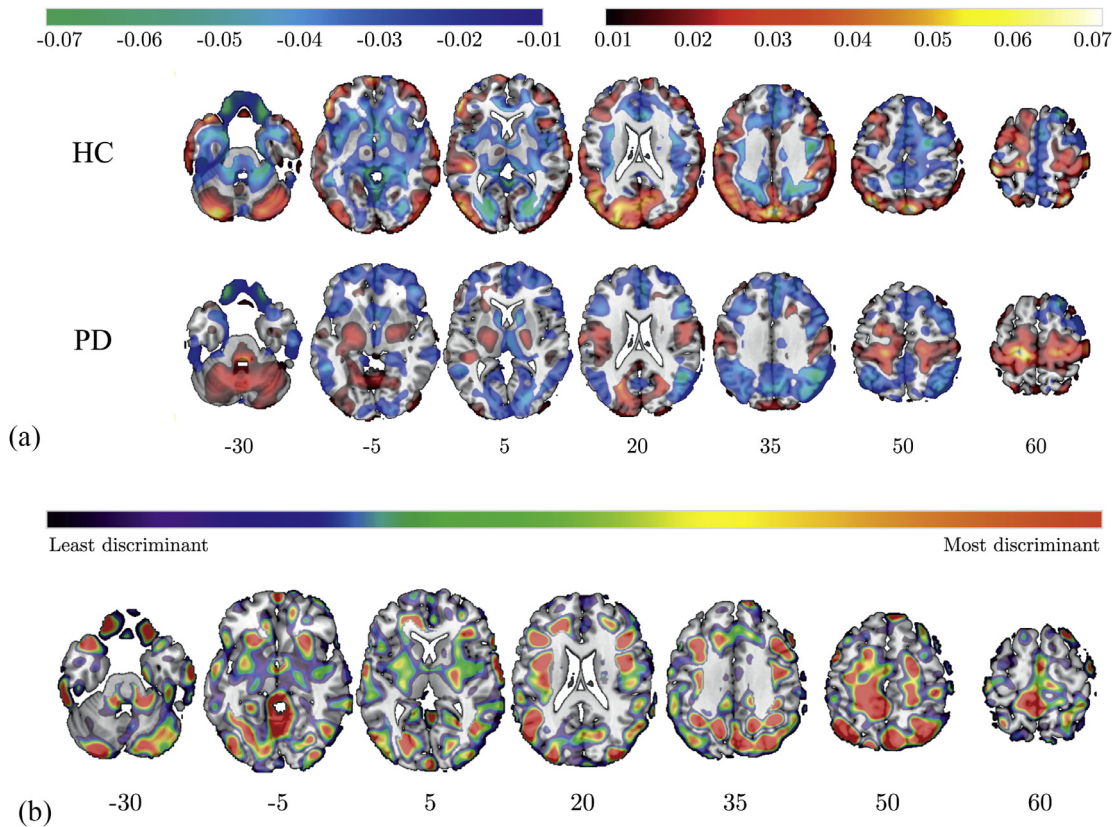 -0.07 -0.06 -0.05 -0.04 -0.03 -0.02 -0.01 0.01 0.02 0.03 0.04 0.05 0.06 0.07
HC
PD
(a) -30 -5 5 20 35 50 60
Least discriminant Most discriminant
(b) -30 -5 5 20 35 50 60